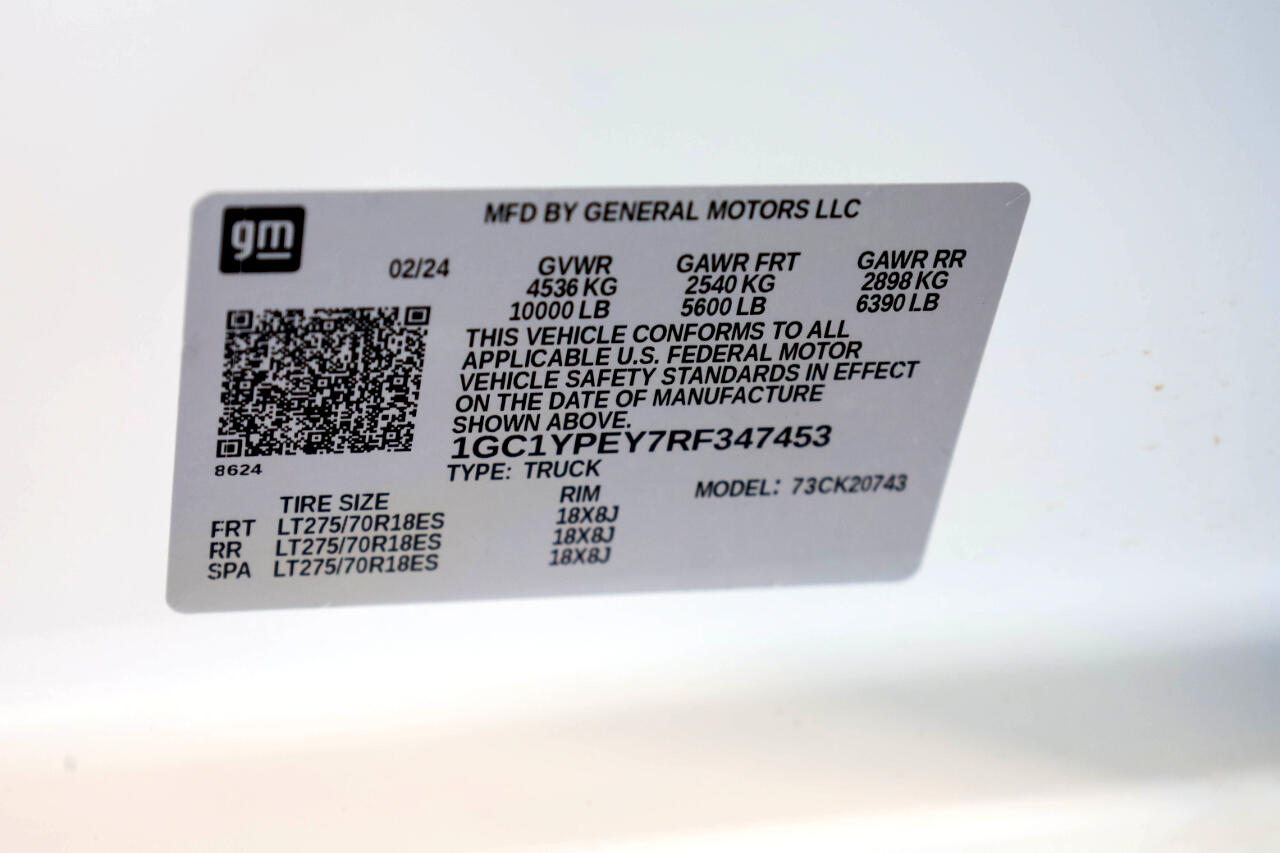 gm
MFD BY GENERAL MOTORS LLC
02/24 GVWR GAWR FRT GAWR RR
4536 KG 2540 KG 2898 KG
10000 LB 5600 LB 6390 LB
THIS VEHICLE CONFORMS TO ALL
APPLICABLE U.S. FEDERAL MOTOR
VEHICLE SAFETY STANDARDS IN EFFECT
ON THE DATE OF MANUFACTURE
SHOWN ABOVE.
1GC1YPEY7RF347453
8624
TYPE: TRUCK
MODEL: 73CK20743
TIRE SIZE RIM
FRT LT275/70R18ES 18X8J
RR LT275/70R18ES 18X8J
SPA LT275/70R18ES 18X8J